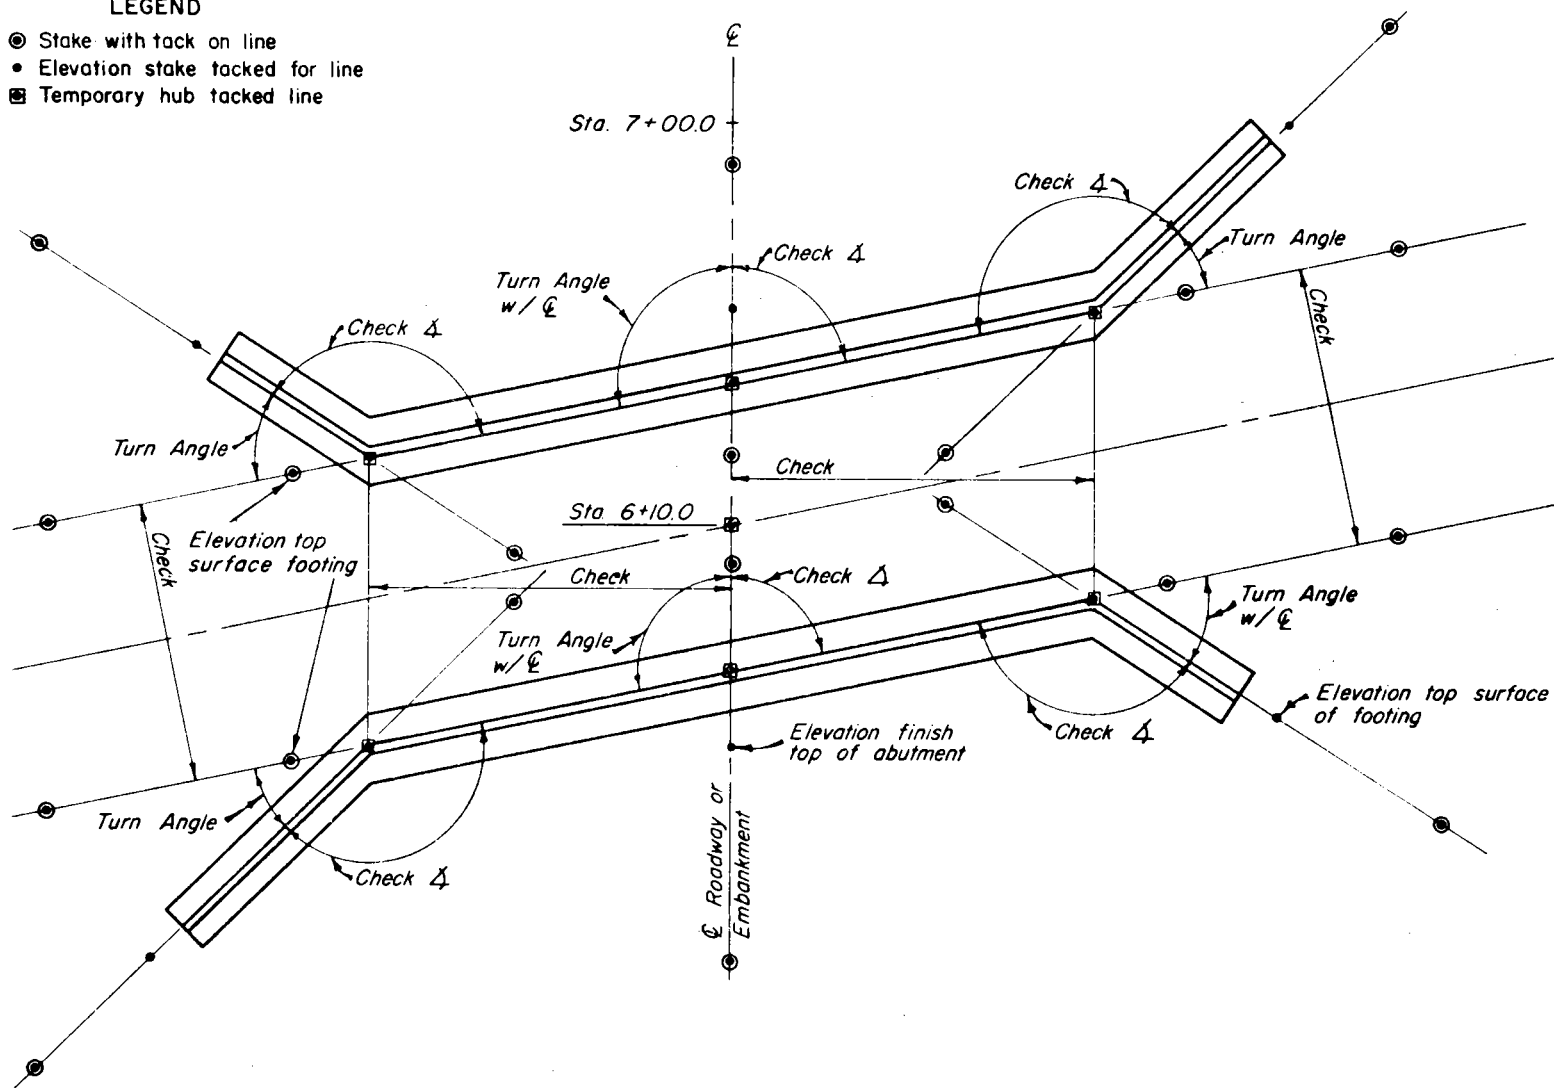 LEGEND
Stake with tack on line
Elevation stake tacked for line
Temporary hub tacked line
℄
Sta. 7+00.0
Check ∡
Turn Angle
Check ∡
Turn Angle
w/ ℄
Check ∡
Turn Angle
Check
Check
Sta. 6+10.0
Elevation top
surface footing
Check
Check
Check ∡
Turn Angle
w/ ℄
Turn Angle
w/ ℄
Elevation top surface
of footing
Check ∡
Elevation finish
top of abutment
Turn Angle
Check ∡
℄ Roadway or
Embankment